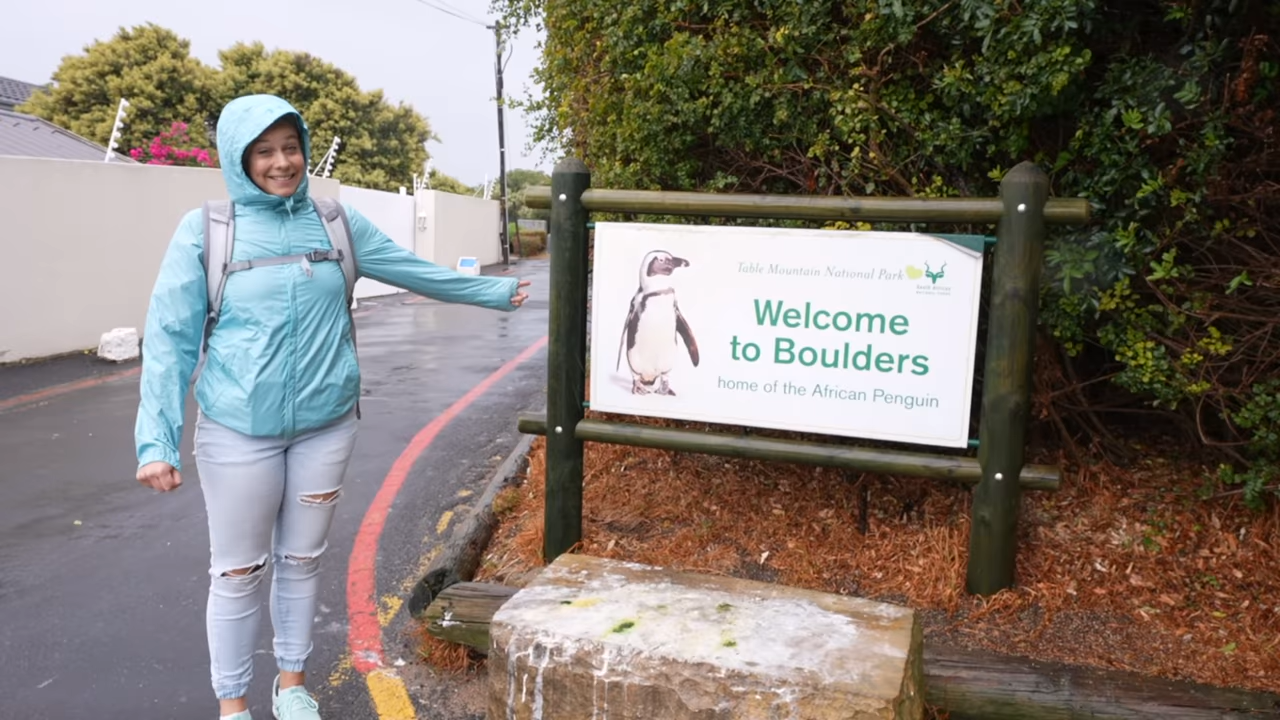 Table Mountain National Park
Welcome
to Boulders
home of the African Penguin